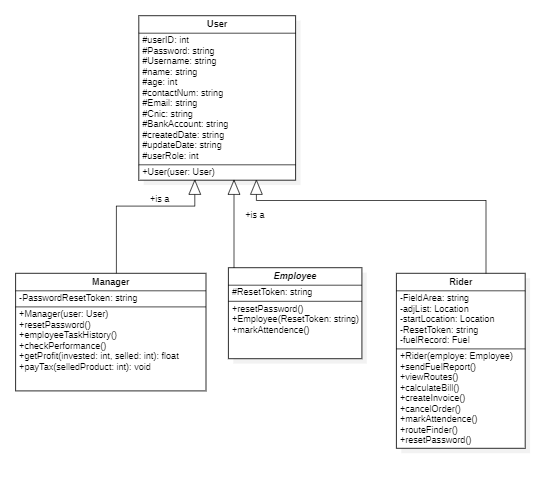 User
#userID: int
#Password: string
#Username: string
#name: string
#age: int
#contactNum: string
#Email: string
#Cnic: string
#BankAccount: string
#createdDate: string
#updateDate: string
#userRole: int
+User(user: User)
+is a
+is a
Manager
-PasswordResetToken: string
+Manager(user: User)
+resetPassword()
+employeeTaskHistory()
+checkPerformance()
+getProfit(invested: int, selled: int): float
+payTax(selledProduct: int): void
Employee
#ResetToken: string
+resetPassword()
+Employee(ResetToken: string)
+markAttendence()
Rider
-FieldArea: string
-adjList: Location
-startLocation: Location
-ResetToken: string
-fuelRecord: Fuel
+Rider(employe: Employee)
+sendFuelReport()
+viewRoutes()
+calculateBill()
+createInvoice()
+cancelOrder()
+markAttendence()
+routeFinder()
+resetPassword()